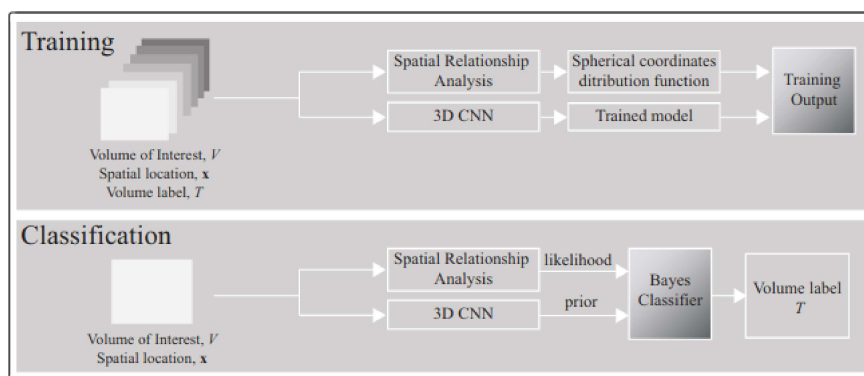 Training
Spatial Relationship
Analysis
Spherical coordinates
ditribution function
Training
Output
3D CNN
Trained model
Volume of Interest, V
Spatial location, x
Volume label, T
Classification
Spatial Relationship
Analysis
likelihood
Bayes
Classifier
Volume label
T
3D CNN
prior
Volume of Interest, V
Spatial location, x